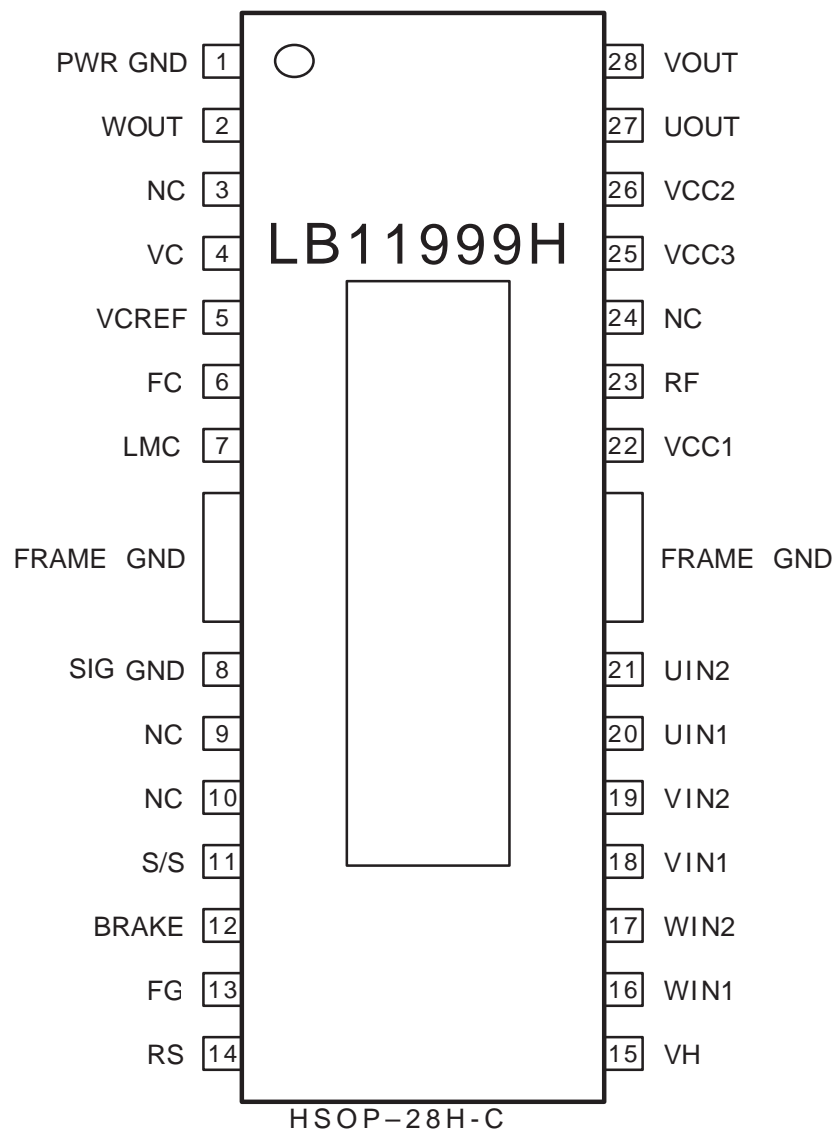 PWR GND 1 28 VOUT
WOUT 2 27 UOUT
NC 3 26 VCC2
LB11999H
VC 4 25 VCC3
VCREF 5 24 NC
FC 6 23 RF
LMC 7 22 VCC1
FRAME GND FRAME GND
SIG GND 8 21 UIN2
NC 9 20 UIN1
NC 10 19 VIN2
S/S 11 18 VIN1
BRAKE 12 17 WIN2
FG 13 16 WIN1
RS 14 15 VH
HSOP–28H-C